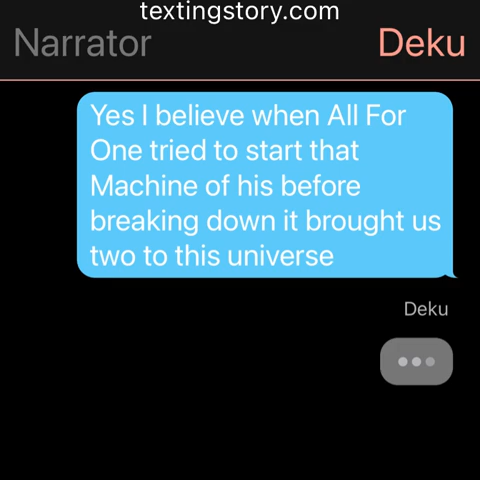 textingstory.com
Narrator Deku
Yes I believe when All For
One tried to start that
Machine of his before
breaking down it brought us
two to this universe
Deku